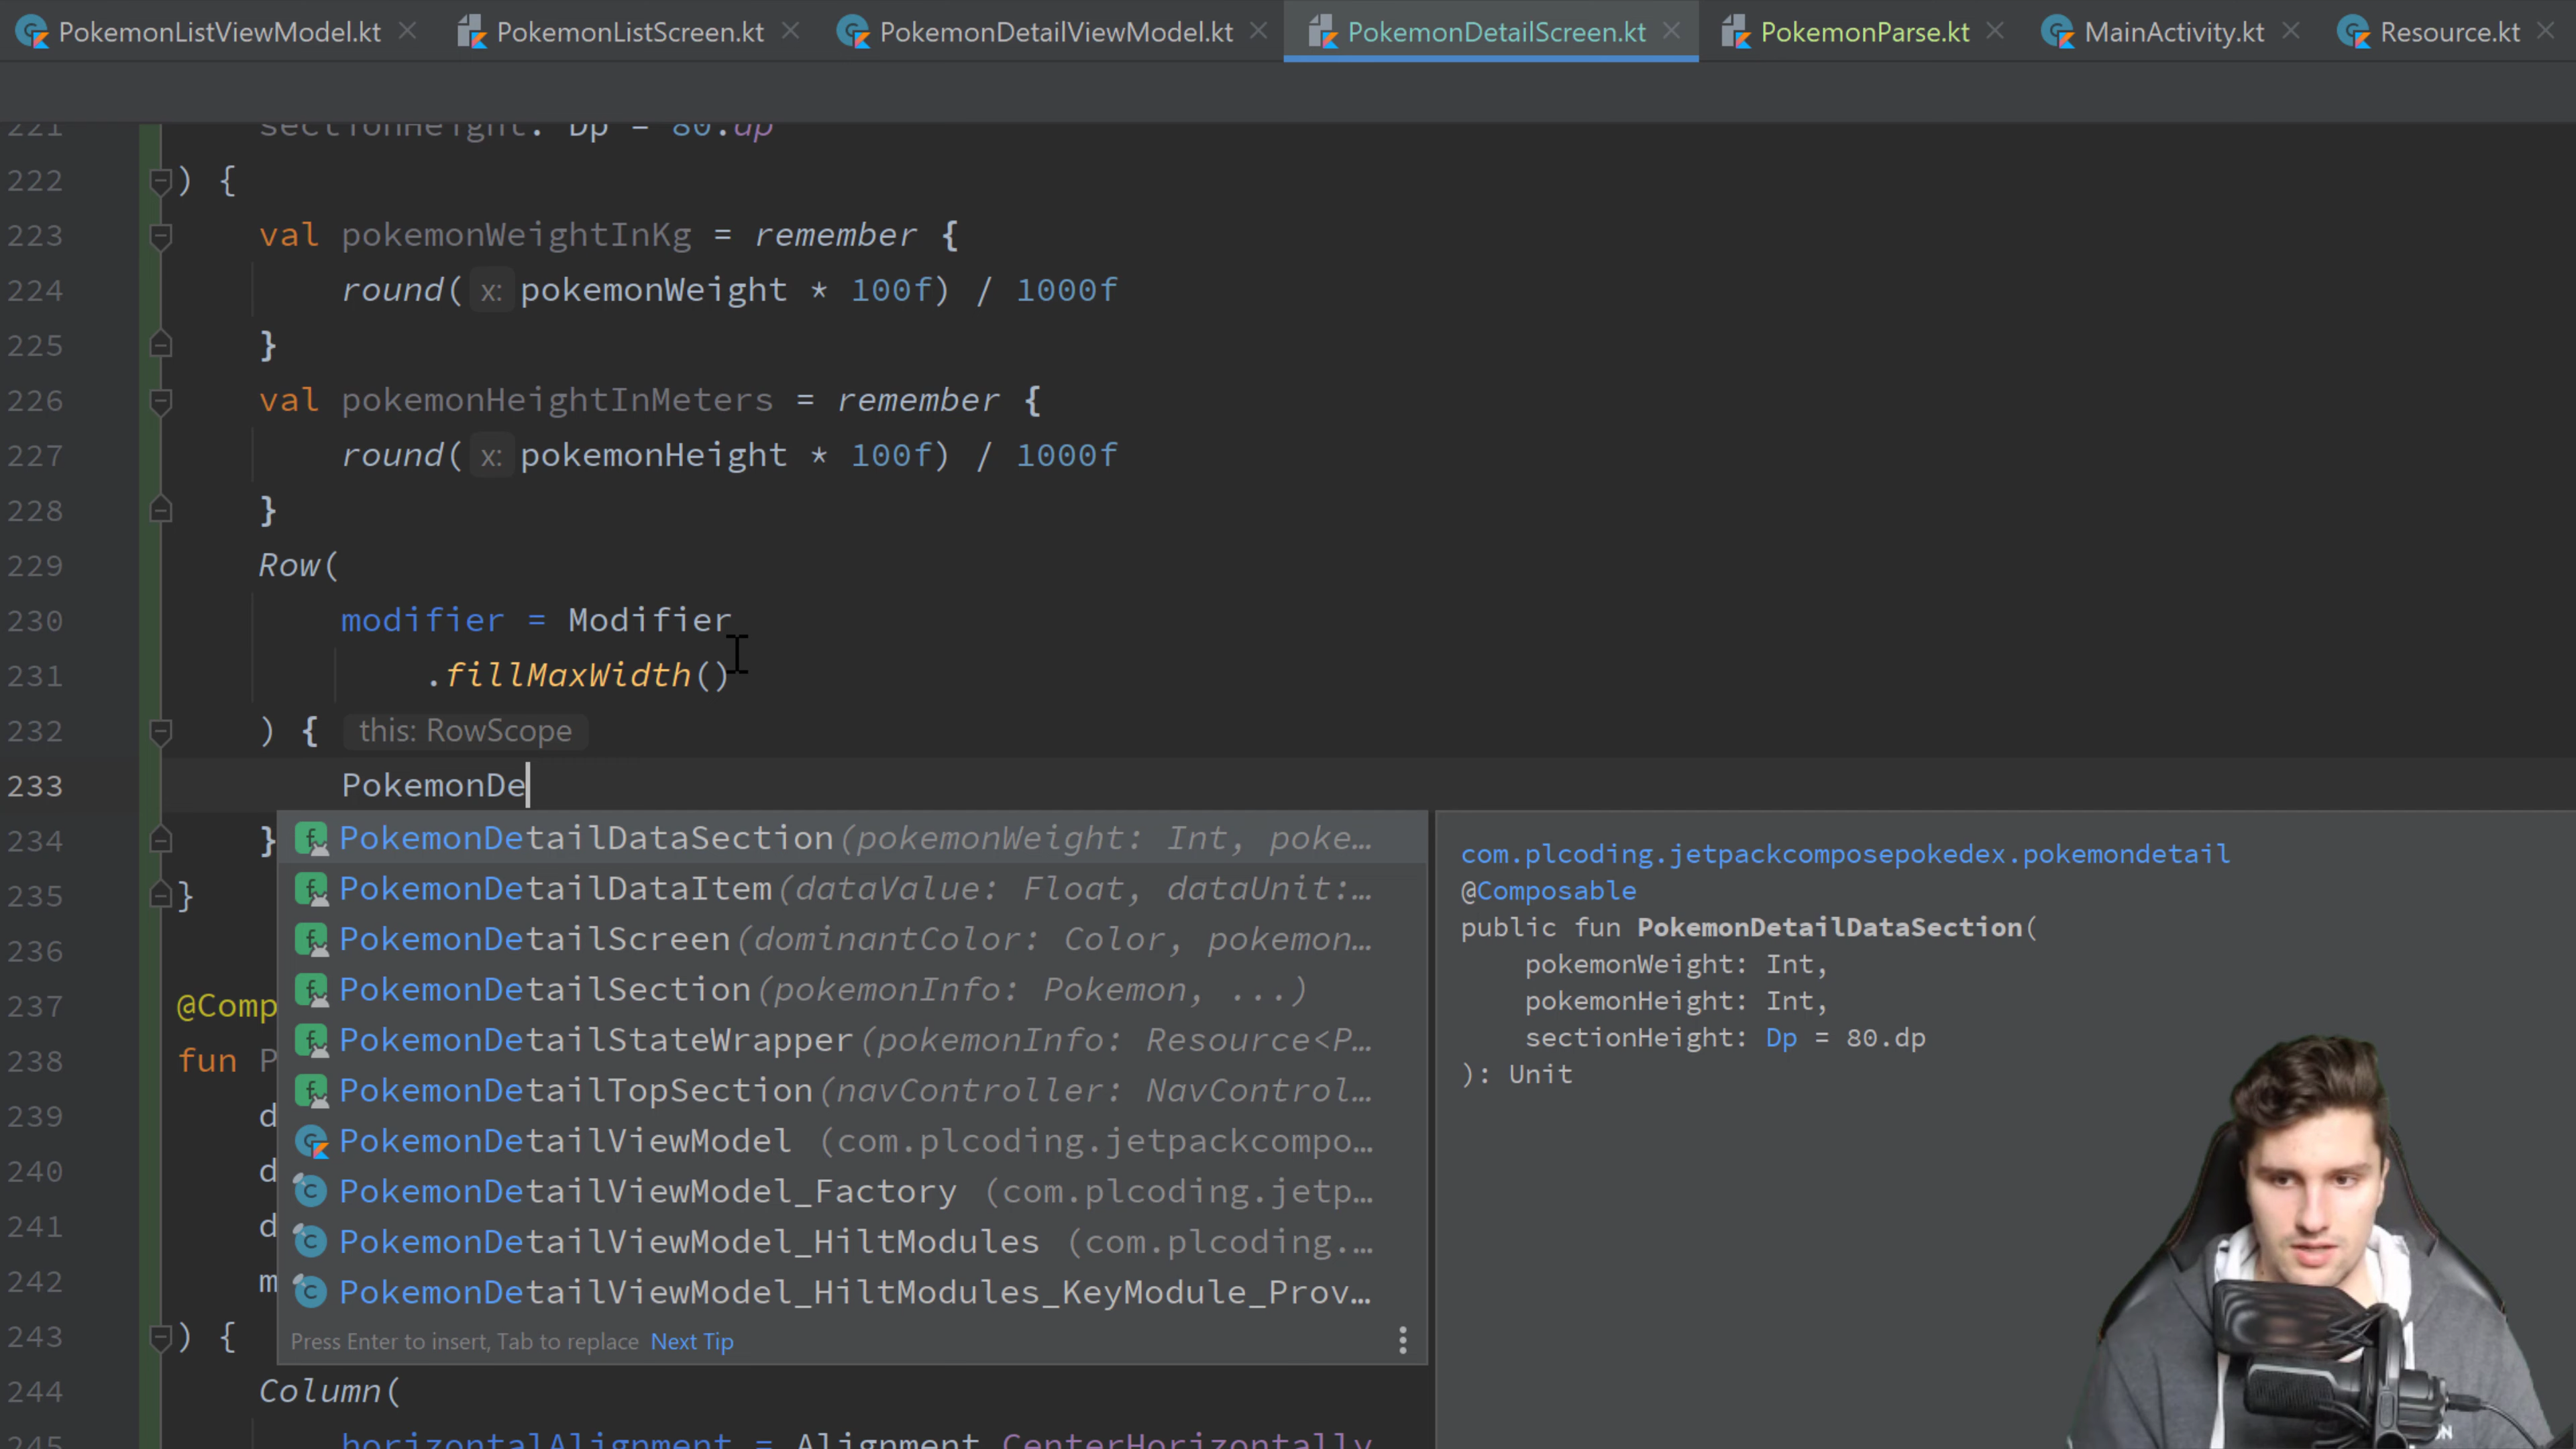 PokemonListViewModel.kt PokemonListScreen.kt PokemonDetailViewModel.kt PokemonDetailScreen.kt PokemonParse.kt MainActivity.kt Resource.kt
221 sectionHeight: Dp = 80.dp
222 ) {
223 val pokemonWeightInKg = remember {
224 round( x: pokemonWeight * 100f) / 1000f
225 }
226 val pokemonHeightInMeters = remember {
227 round( x: pokemonHeight * 100f) / 1000f
228 }
229 Row(
230 modifier = Modifier
231 .fillMaxWidth()
232 ) { this: RowScope
233 PokemonDe
234 }
235 }
236
237 @Comp
238 fun P
239 d
240 d
241 d
242 m
243 ) {
244 Column(
245 horizontalAlignment = Alignment.CenterHorizontally
PokemonDetailDataSection(pokemonWeight: Int, poke…
PokemonDetailDataItem(dataValue: Float, dataUnit:…
PokemonDetailScreen(dominantColor: Color, pokemon…
PokemonDetailSection(pokemonInfo: Pokemon, ...)
PokemonDetailStateWrapper(pokemonInfo: Resource<P…
PokemonDetailTopSection(navController: NavControl…
PokemonDetailViewModel (com.plcoding.jetpackcompo…
PokemonDetailViewModel_Factory (com.plcoding.jetp…
PokemonDetailViewModel_HiltModules (com.plcoding.…
PokemonDetailViewModel_HiltModules_KeyModule_Prov…
Press Enter to insert, Tab to replace Next Tip
com.plcoding.jetpackcomposepokedex.pokemondetail
@Composable
public fun PokemonDetailDataSection(
pokemonWeight: Int,
pokemonHeight: Int,
sectionHeight: Dp = 80.dp
): Unit